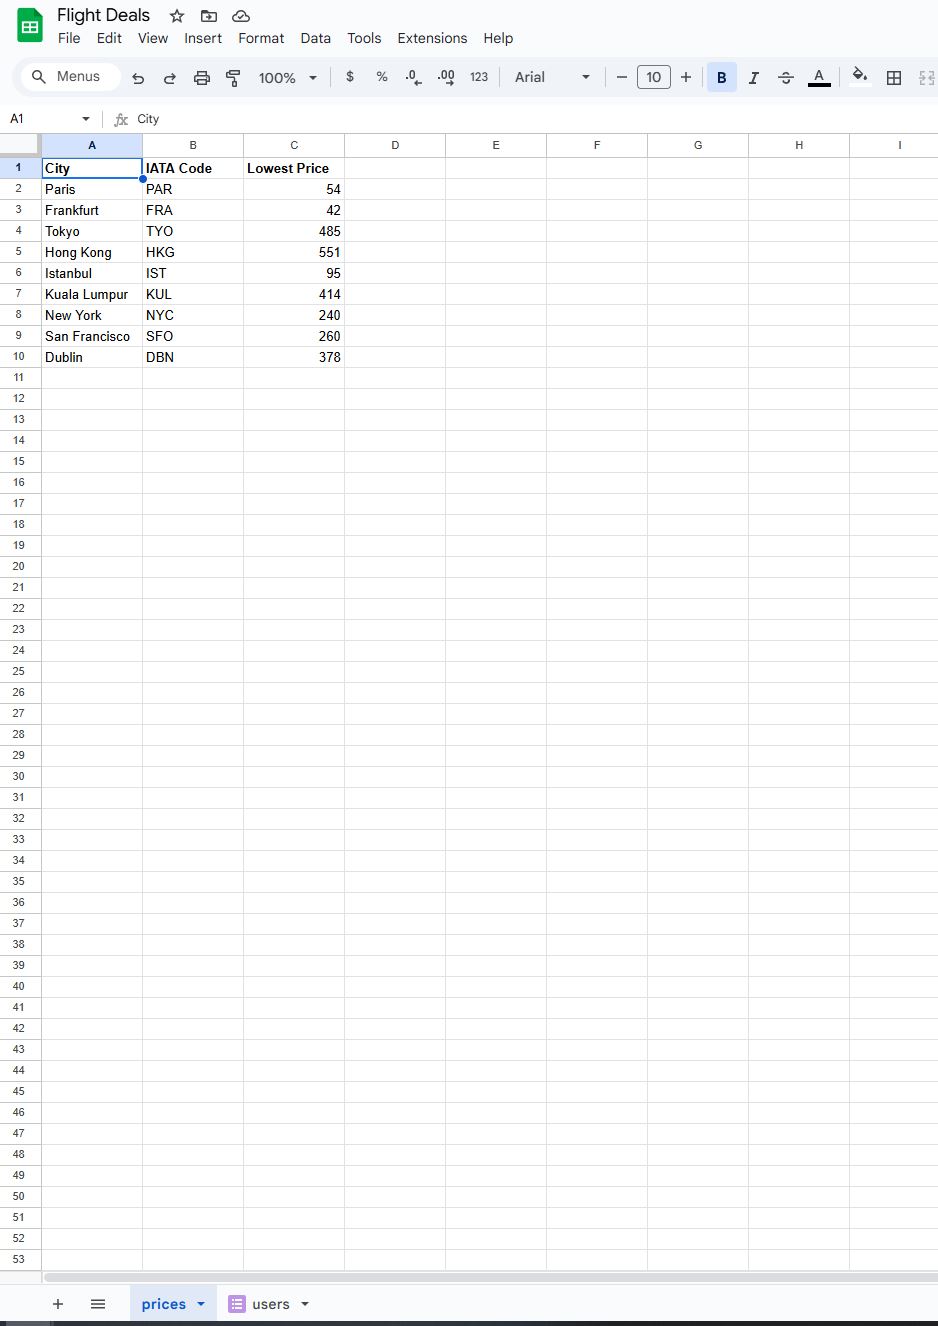 Flight Deals
File Edit View Insert Format Data Tools Extensions Help
Menus 100% $ % .0 .00 123 Arial − 10 + B I S A
A1 fx City
A B C D E F G H I
1 City IATA Code Lowest Price
2 Paris PAR 54
3 Frankfurt FRA 42
4 Tokyo TYO 485
5 Hong Kong HKG 551
6 Istanbul IST 95
7 Kuala Lumpur KUL 414
8 New York NYC 240
9 San Francisco SFO 260
10 Dublin DBN 378
11
12
13
14
15
16
17
18
19
20
21
22
23
24
25
26
27
28
29
30
31
32
33
34
35
36
37
38
39
40
41
42
43
44
45
46
47
48
49
50
51
52
53
+ prices users